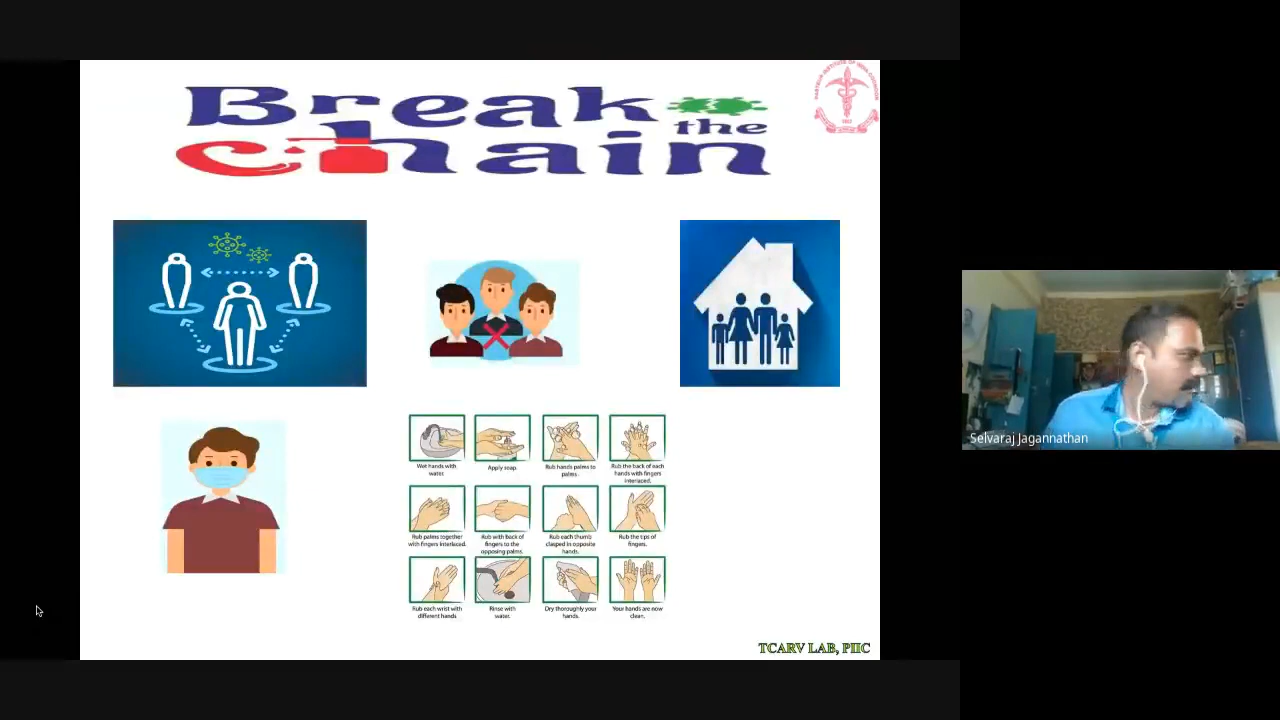 Break
the
chain
Wet hands with
water.
Apply soap.
Rub hands palms to
palms.
Rub the back of each
hands with fingers
interlaced.
Rub palms together
with fingers interlaced.
Rub with back of
fingers to the
opposing palms.
Rub each thumb
clasped in opposite
hands.
Rub the tips of
fingers.
Rub each wrist with
different hands
Rinse with
water.
Dry thoroughly your
hands.
Your hands are now
clean.
TCARV LAB, PIIC
Selvaraj Jagannathan